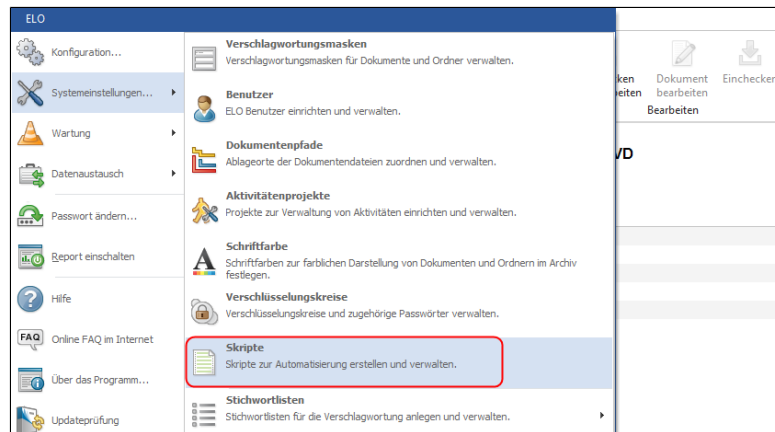 ELO
Konfiguration...
Systemeinstellungen...
Wartung
Datenaustausch
Passwort ändern...
Report einschalten
Hilfe
FAQ Online FAQ im Internet
Über das Programm...
Updateprüfung
Verschlagwortungsmasken
Verschlagwortungsmasken für Dokumente und Ordner verwalten.
Benutzer
ELO Benutzer einrichten und verwalten.
Dokumentenpfade
Ablageorte der Dokumentendateien zuordnen und verwalten.
Aktivitätenprojekte
Projekte zur Verwaltung von Aktivitäten einrichten und verwalten.
A Schriftfarbe
Schriftfarben zur farblichen Darstellung von Dokumenten und Ordnern im Archiv
festlegen.
Verschlüsselungskreise
Verschlüsselungskreise und zugehörige Passwörter verwalten.
Skripte
Skripte zur Automatisierung erstellen und verwalten.
Stichwortlisten
Stichwortlisten für die Verschlagwortung anlegen und verwalten.
Dokument Einchecken
bearbeiten
Bearbeiten